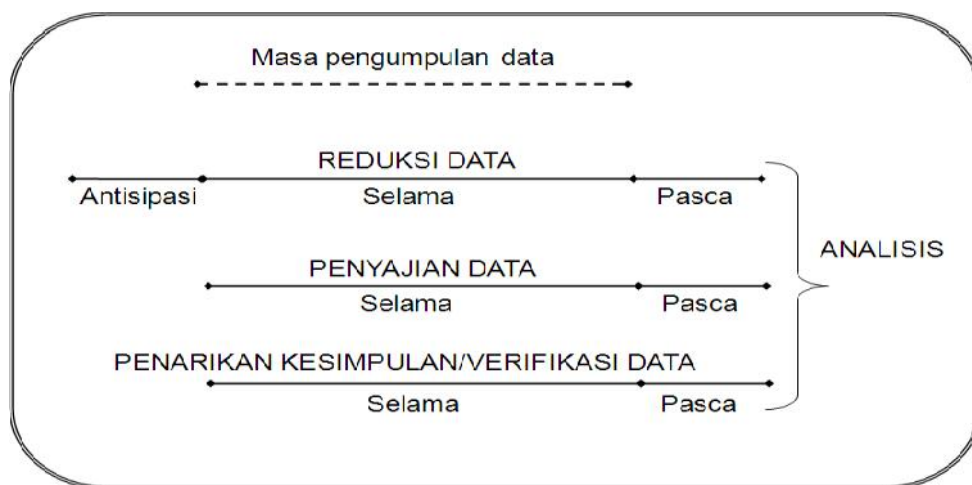 Masa pengumpulan data
REDUKSI DATA
Antisipasi Selama Pasca
ANALISIS
PENYAJIAN DATA
Selama Pasca
PENARIKAN KESIMPULAN/VERIFIKASI DATA
Selama Pasca